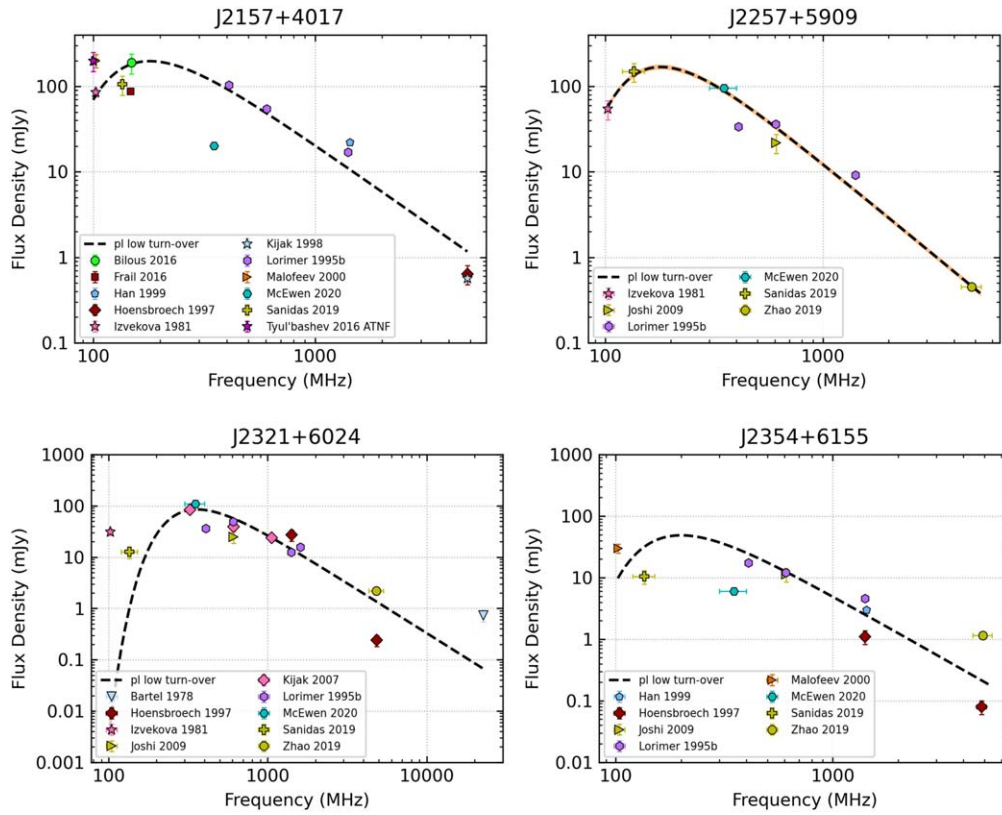 J2157+4017
Flux Density (mJy)
100
10
1
0.1
pl low turn-over
Bilous 2016
Frail 2016
Han 1999
Hoensbroech 1997
Izvekova 1981
Kijak 1998
Lorimer 1995b
Malofeev 2000
McEwen 2020
Sanidas 2019
Tyul'bashev 2016 ATNF
100 1000
Frequency (MHz)
J2257+5909
Flux Density (mJy)
100
10
1
0.1
pl low turn-over
Izvekova 1981
Joshi 2009
Lorimer 1995b
McEwen 2020
Sanidas 2019
Zhao 2019
100 1000
Frequency (MHz)
J2321+6024
Flux Density (mJy)
1000
100
10
1
0.1
0.01
0.001
pl low turn-over
Bartel 1978
Hoensbroech 1997
Izvekova 1981
Joshi 2009
Kijak 2007
Lorimer 1995b
McEwen 2020
Sanidas 2019
Zhao 2019
100 1000 10000
Frequency (MHz)
J2354+6155
Flux Density (mJy)
1000
100
10
1
0.1
0.01
pl low turn-over
Han 1999
Hoensbroech 1997
Joshi 2009
Lorimer 1995b
Malofeev 2000
McEwen 2020
Sanidas 2019
Zhao 2019
100 1000
Frequency (MHz)